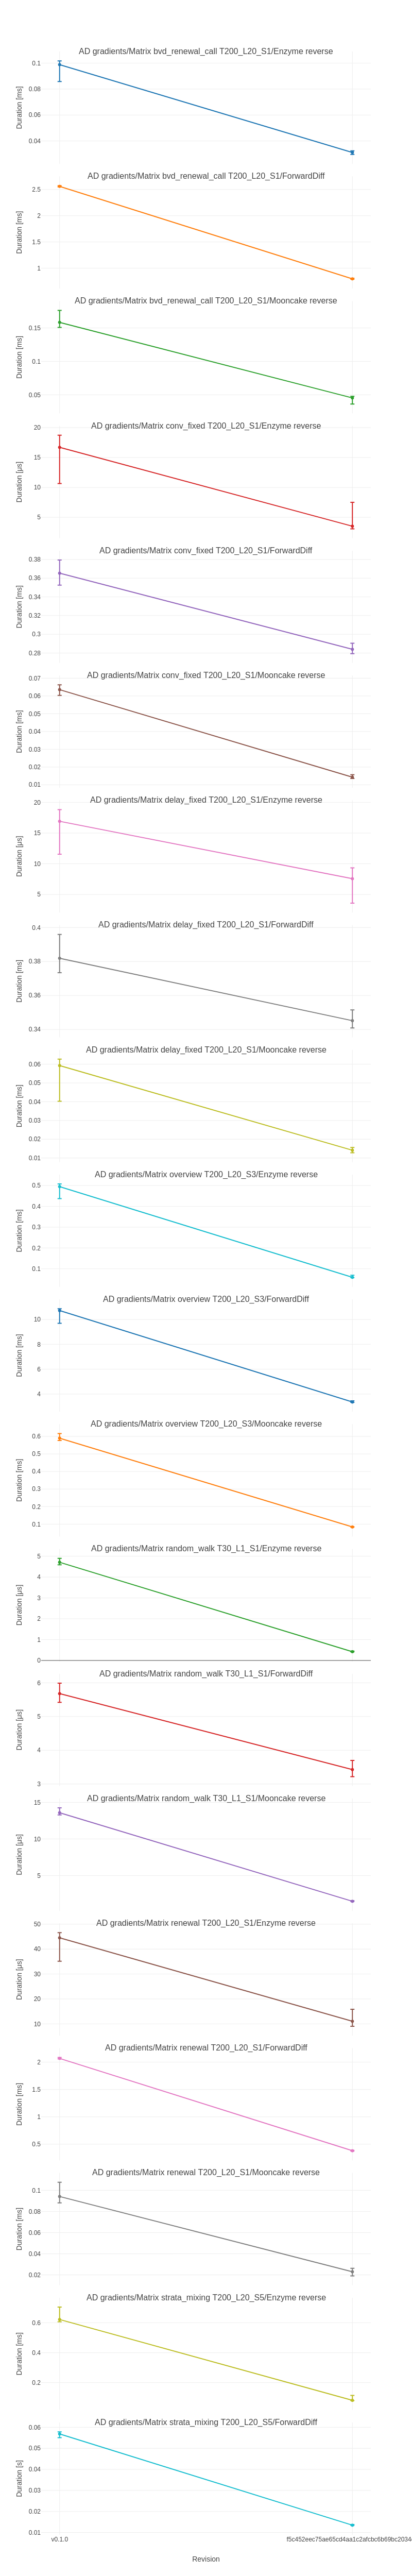 AD gradients/Matrix bvd_renewal_call T200_L20_S1/Enzyme reverse
Duration [ms]
0.1
0.08
0.06
0.04
AD gradients/Matrix bvd_renewal_call T200_L20_S1/ForwardDiff
Duration [ms]
2.5
2
1.5
1
AD gradients/Matrix bvd_renewal_call T200_L20_S1/Mooncake reverse
Duration [ms]
0.15
0.1
0.05
AD gradients/Matrix conv_fixed T200_L20_S1/Enzyme reverse
Duration [µs]
20
15
10
5
AD gradients/Matrix conv_fixed T200_L20_S1/ForwardDiff
Duration [ms]
0.38
0.36
0.34
0.32
0.3
0.28
AD gradients/Matrix conv_fixed T200_L20_S1/Mooncake reverse
Duration [ms]
0.07
0.06
0.05
0.04
0.03
0.02
0.01
AD gradients/Matrix delay_fixed T200_L20_S1/Enzyme reverse
Duration [µs]
20
15
10
5
AD gradients/Matrix delay_fixed T200_L20_S1/ForwardDiff
Duration [ms]
0.4
0.38
0.36
0.34
AD gradients/Matrix delay_fixed T200_L20_S1/Mooncake reverse
Duration [ms]
0.06
0.05
0.04
0.03
0.02
0.01
AD gradients/Matrix overview T200_L20_S3/Enzyme reverse
Duration [ms]
0.5
0.4
0.3
0.2
0.1
AD gradients/Matrix overview T200_L20_S3/ForwardDiff
Duration [ms]
10
8
6
4
AD gradients/Matrix overview T200_L20_S3/Mooncake reverse
Duration [ms]
0.6
0.5
0.4
0.3
0.2
0.1
AD gradients/Matrix random_walk T30_L1_S1/Enzyme reverse
Duration [µs]
5
4
3
2
1
0
AD gradients/Matrix random_walk T30_L1_S1/ForwardDiff
Duration [µs]
6
5
4
3
AD gradients/Matrix random_walk T30_L1_S1/Mooncake reverse
Duration [µs]
15
10
5
AD gradients/Matrix renewal T200_L20_S1/Enzyme reverse
Duration [µs]
50
40
30
20
10
AD gradients/Matrix renewal T200_L20_S1/ForwardDiff
Duration [ms]
2
1.5
1
0.5
AD gradients/Matrix renewal T200_L20_S1/Mooncake reverse
Duration [ms]
0.1
0.08
0.06
0.04
0.02
AD gradients/Matrix strata_mixing T200_L20_S5/Enzyme reverse
Duration [ms]
0.6
0.4
0.2
AD gradients/Matrix strata_mixing T200_L20_S5/ForwardDiff
Duration [s]
0.06
0.05
0.04
0.03
0.02
0.01
v0.1.0
f5c452eec75ae65cd4aa1c2afcbc6b69bc2034
Revision